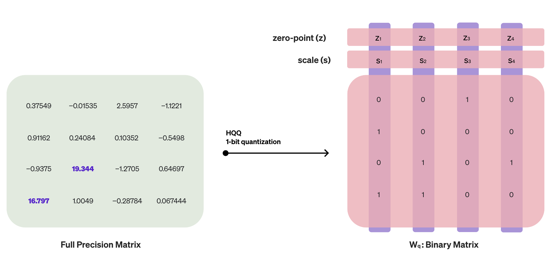 zero-point (z) Z₁ Z₂ Z₃ Z₄
scale (s) S₁ S₂ S₃ S₄
0.37549 −0.01535 2.5957 −1.1221
0.91162 0.24084 0.10352 −0.5498
−0.9375 19.344 −1.2705 0.64697
16.797 1.0049 −0.28784 0.067444
Full Precision Matrix
HQQ
1-bit quantization
0 0 1 0
1 0 0 0
0 1 0 1
1 1 0 0
W_q : Binary Matrix